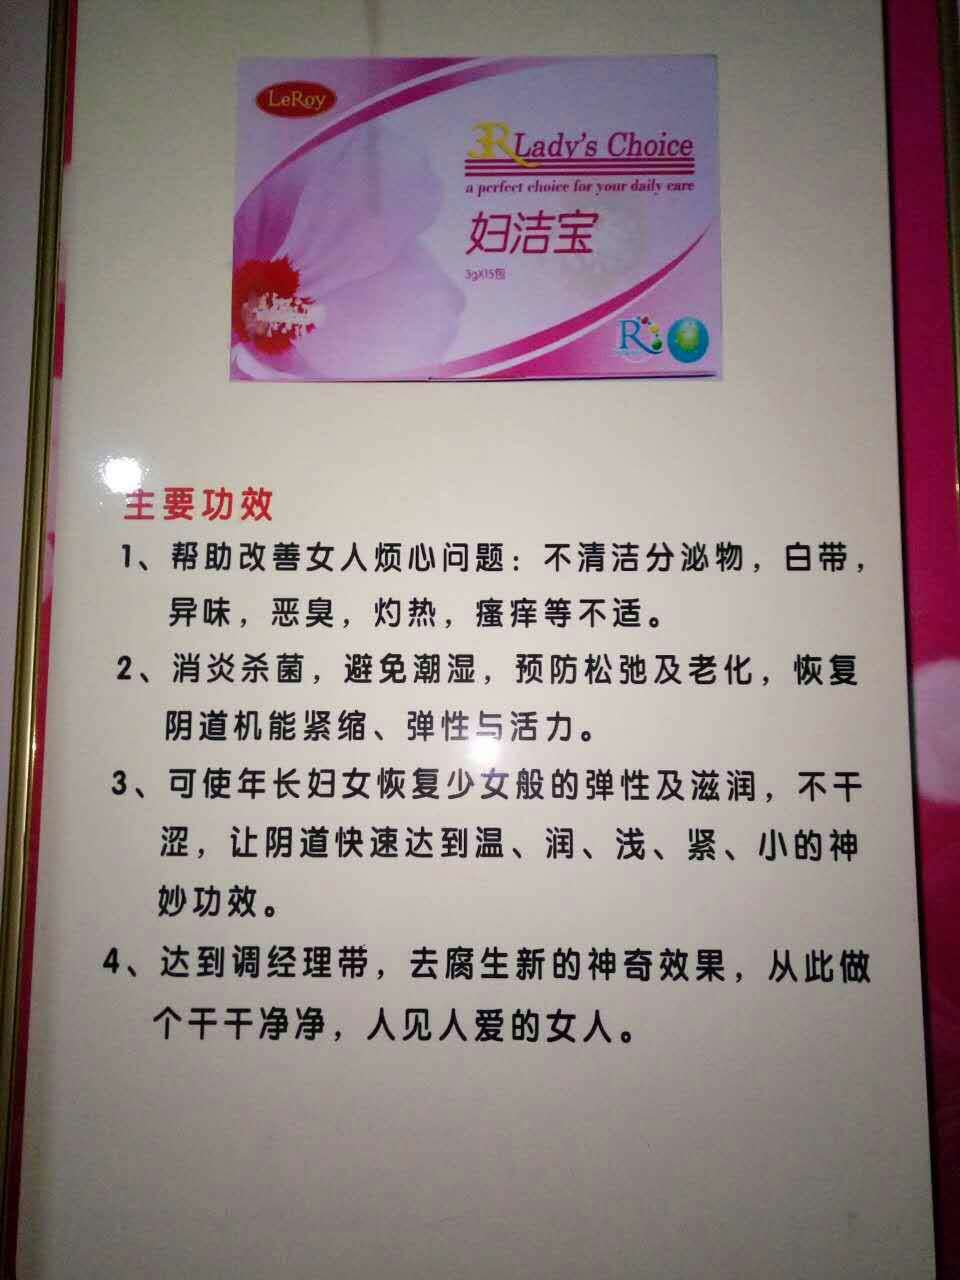 LeRoy
3R Lady's Choice
a perfect choice for your daily care
妇洁宝
3gX15包
R
主要功效
1、帮助改善女人烦心问题：不清洁分泌物，白带，
异味，恶臭，灼热，瘙痒等不适。
2、消炎杀菌，避免潮湿，预防松弛及老化，恢复
阴道机能紧缩、弹性与活力。
3、可使年长妇女恢复少女般的弹性及滋润，不干
涩，让阴道快速达到温、润、浅、紧、小的神
妙功效。
4、达到调经理带，去腐生新的神奇效果，从此做
个干干净净，人见人爱的女人。